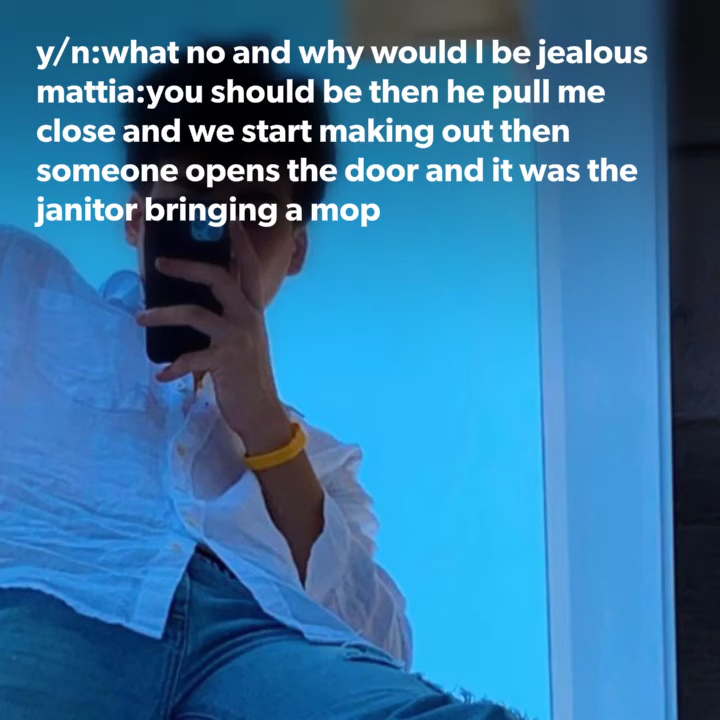 y/n:what no and why would I be jealous
mattia:you should be then he pull me
close and we start making out then
someone opens the door and it was the
janitor bringing a mop